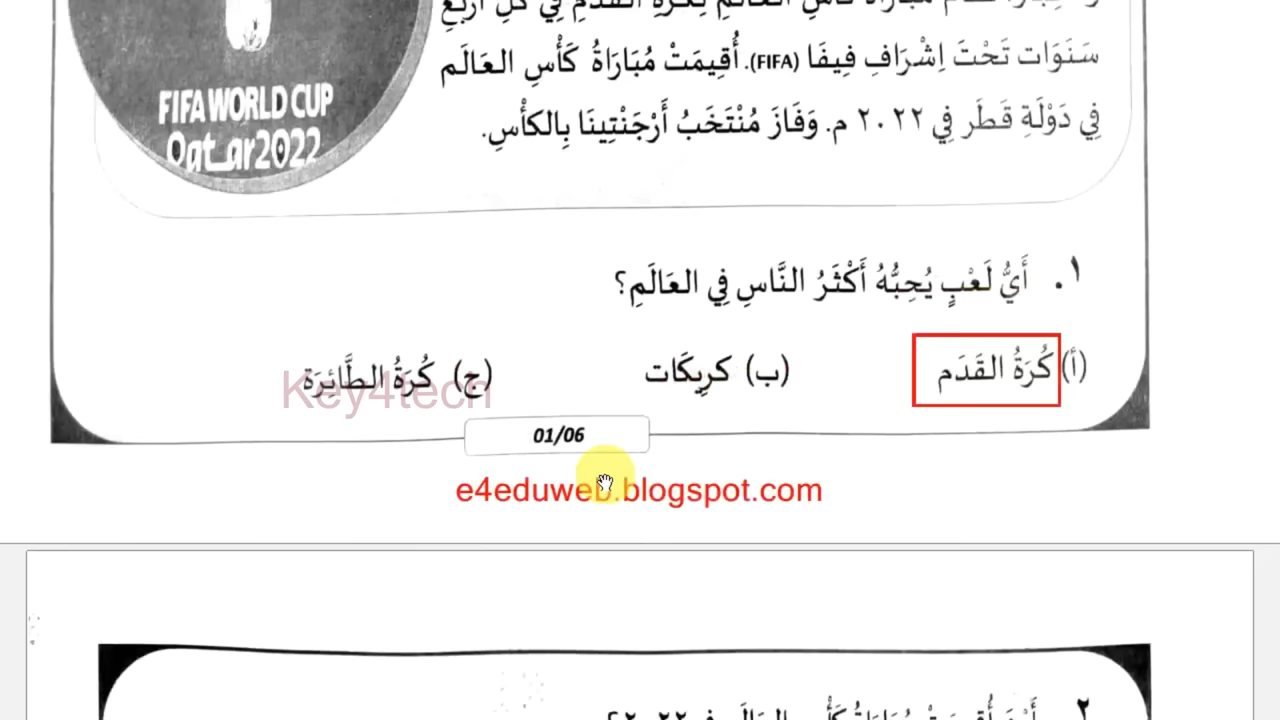 سَنَوَات تَحْتَ اِشْرَافِ فِيفَا (FIFA). أُقِيمَتْ مُبَارَاةُ كَأْسِ العَالَم
فِي دَوْلَةِ قَطَر فِي ٢٠٢٢ م. وَفَازَ مُنْتَخَبُ أَرْجَنْتِينَا بِالكَأْسِ.
FIFA WORLD CUP
Qatar2022
١. أَيُّ لَعْبٍ يُحِبُّهُ أَكْثَرُ النَّاسِ فِي العَالَمِ؟
(أ) كُرَةُ القَدَم (ب) كرِيكَات (ج) كُرَةُ الطَّائِرَة
Key4tech
01/06
e4eduweb.blogspot.com